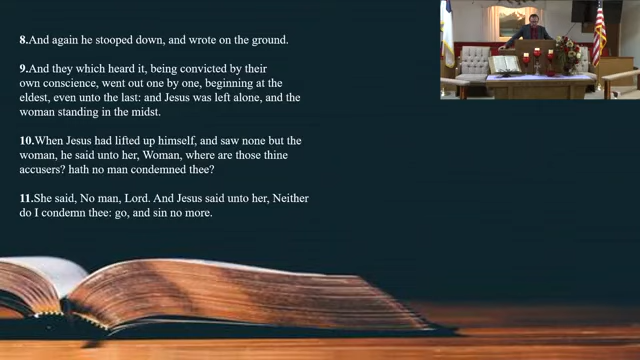 8.And again he stooped down, and wrote on the ground.
9.And they which heard it, being convicted by their
own conscience, went out one by one, beginning at the
eldest, even unto the last: and Jesus was left alone, and the
woman standing in the midst.
10.When Jesus had lifted up himself, and saw none but the
woman, he said unto her, Woman, where are those thine
accusers? hath no man condemned thee?
11.She said, No man, Lord. And Jesus said unto her, Neither
do I condemn thee: go, and sin no more.